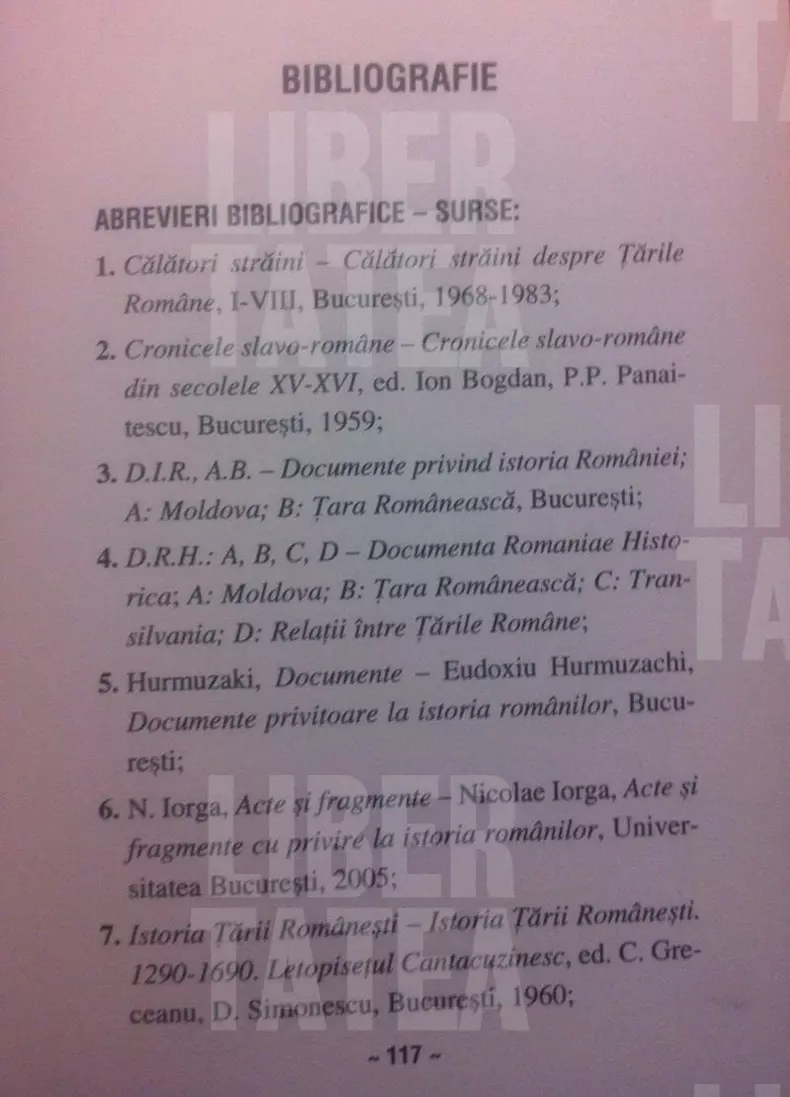 BIBLIOGRAFIE
ABREVIERI BIBLIOGRAFICE – SURSE:
1. Călători străini – Călători străini despre Țările
Române, I-VIII, București, 1968-1983;
2. Cronicele slavo-române – Cronicele slavo-române
din secolele XV-XVI, ed. Ion Bogdan, P.P. Panai-
tescu, București, 1959;
3. D.I.R., A.B. – Documente privind istoria României;
A: Moldova; B: Țara Românească, București;
4. D.R.H.: A, B, C, D – Documenta Romaniae Histo-
rica; A: Moldova; B: Țara Românească; C: Tran-
silvania; D: Relații între Țările Române;
5. Hurmuzaki, Documente – Eudoxiu Hurmuzachi,
Documente privitoare la istoria românilor, Bucu-
rești;
6. N. Iorga, Acte și fragmente – Nicolae Iorga, Acte și
fragmente cu privire la istoria românilor, Univer-
sitatea București, 2005;
7. Istoria Țării Românești – Istoria Țării Românești.
1290-1690. Letopisețul Cantacuzinesc, ed. C. Gre-
ceanu, D. Simonescu, București, 1960;
~ 117 ~
LIBER
TATEA
LIBER
TATEA
TA
LI
TA
LI